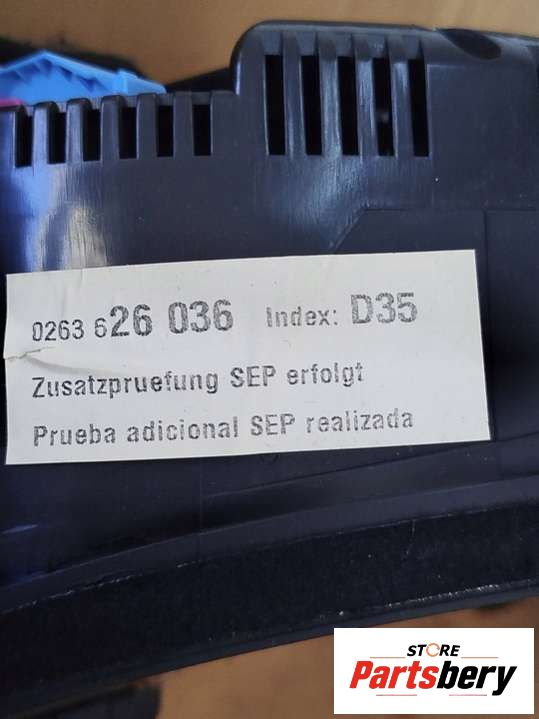 0263 626 036 Index: D35
Zusatzpruefung SEP erfolgt
Prueba adicional SEP realizada
STORE
Partsbery